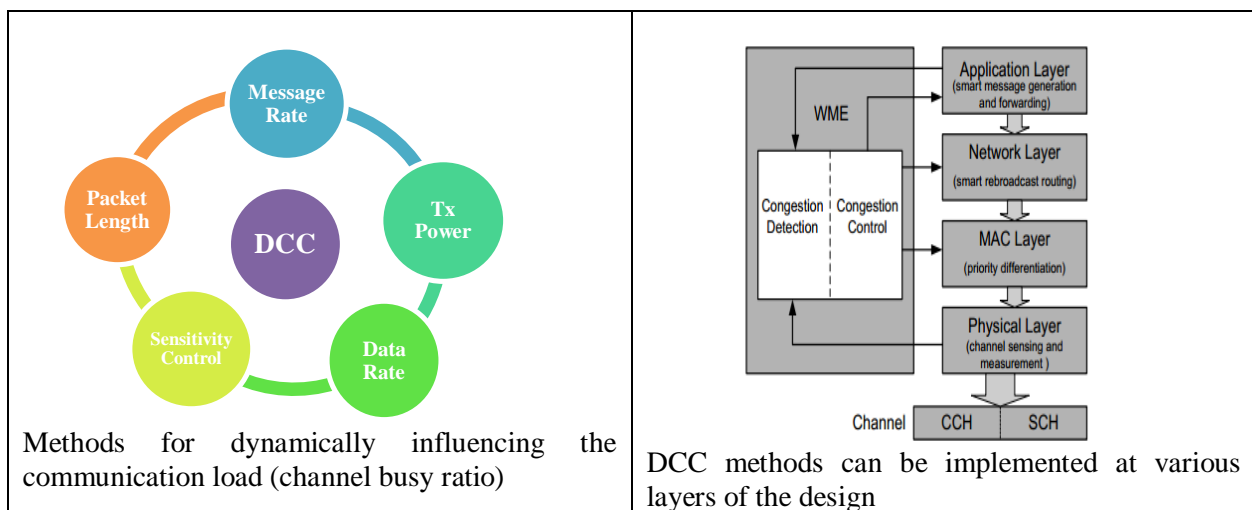 Message
Rate
Packet
Length
DCC
Tx
Power
Sensitivity
Control
Data
Rate
Methods for dynamically influencing the
communication load (channel busy ratio)
WME
Application Layer
(smart message generation
and forwarding)
Network Layer
(smart rebroadcast routing)
Congestion
Detection
Congestion
Control
MAC Layer
(priority differentiation)
Physical Layer
(channel sensing and
measurement )
Channel
CCH
SCH
DCC methods can be implemented at various
layers of the design